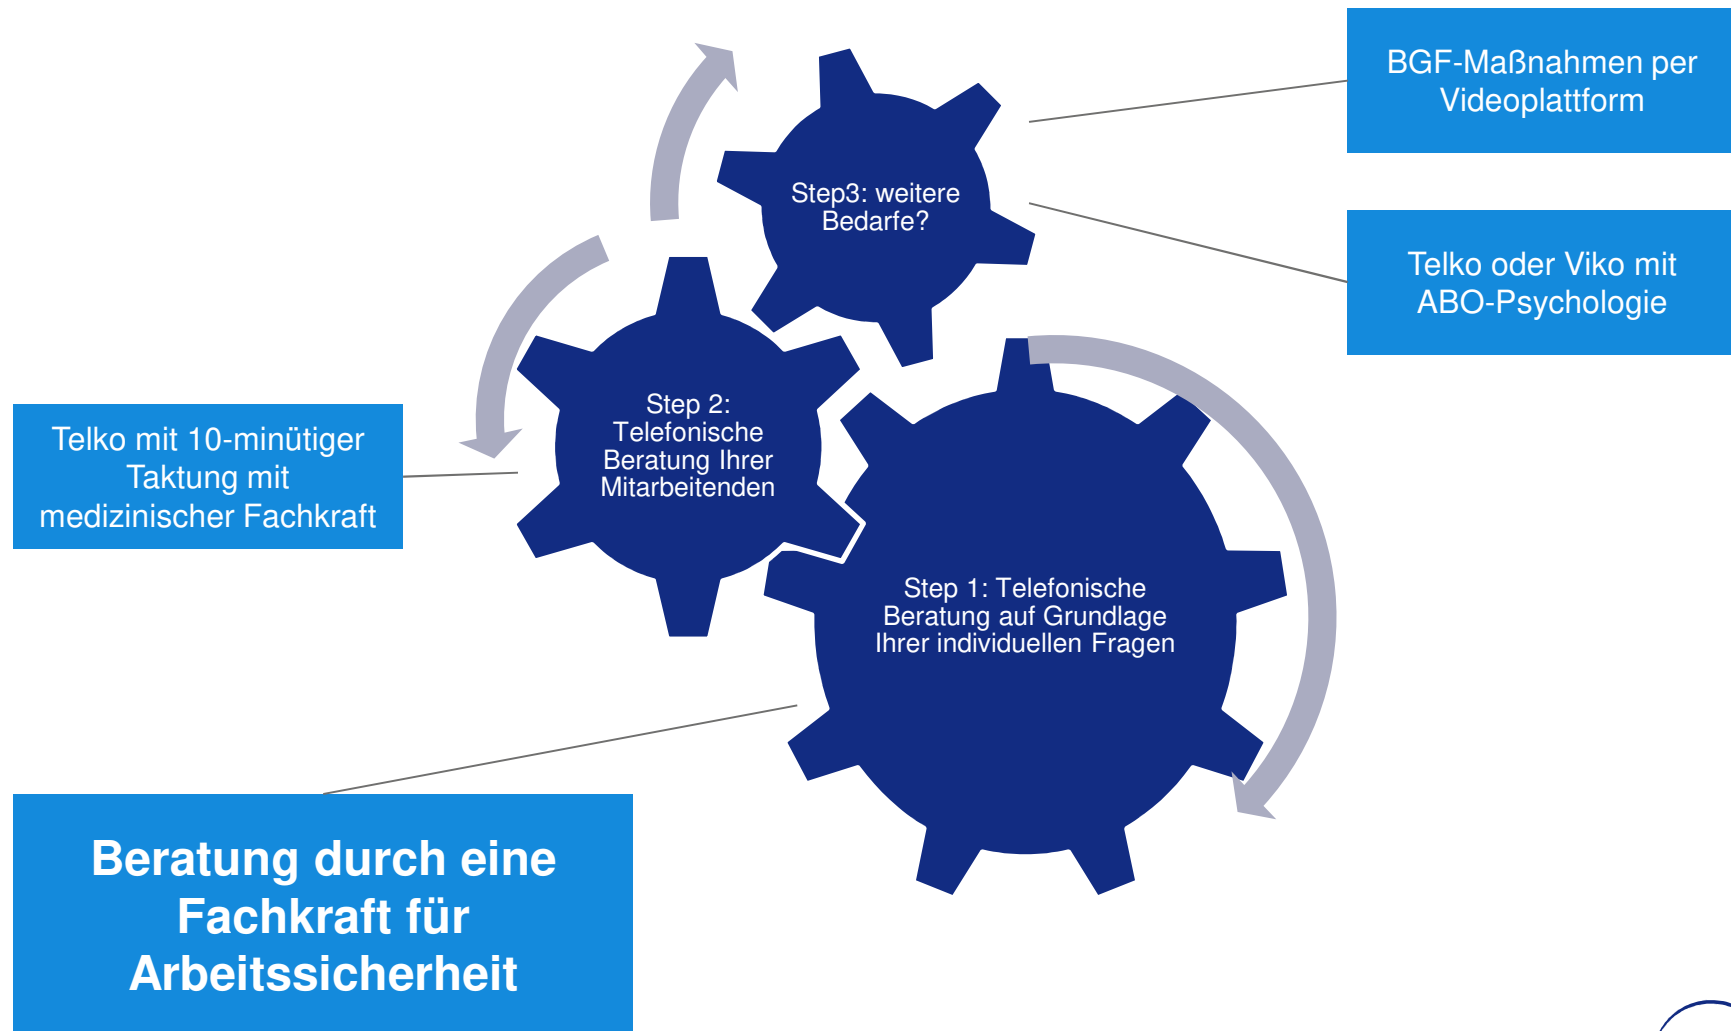 BGF-Maßnahmen per
Videoplattform
Step3: weitere
Bedarfe?
Telko oder Viko mit
ABO-Psychologie
Step 2:
Telefonische
Beratung Ihrer
Mitarbeitenden
Telko mit 10-minütiger
Taktung mit
medizinischer Fachkraft
Step 1: Telefonische
Beratung auf Grundlage
Ihrer individuellen Fragen
Beratung durch eine
Fachkraft für
Arbeitssicherheit